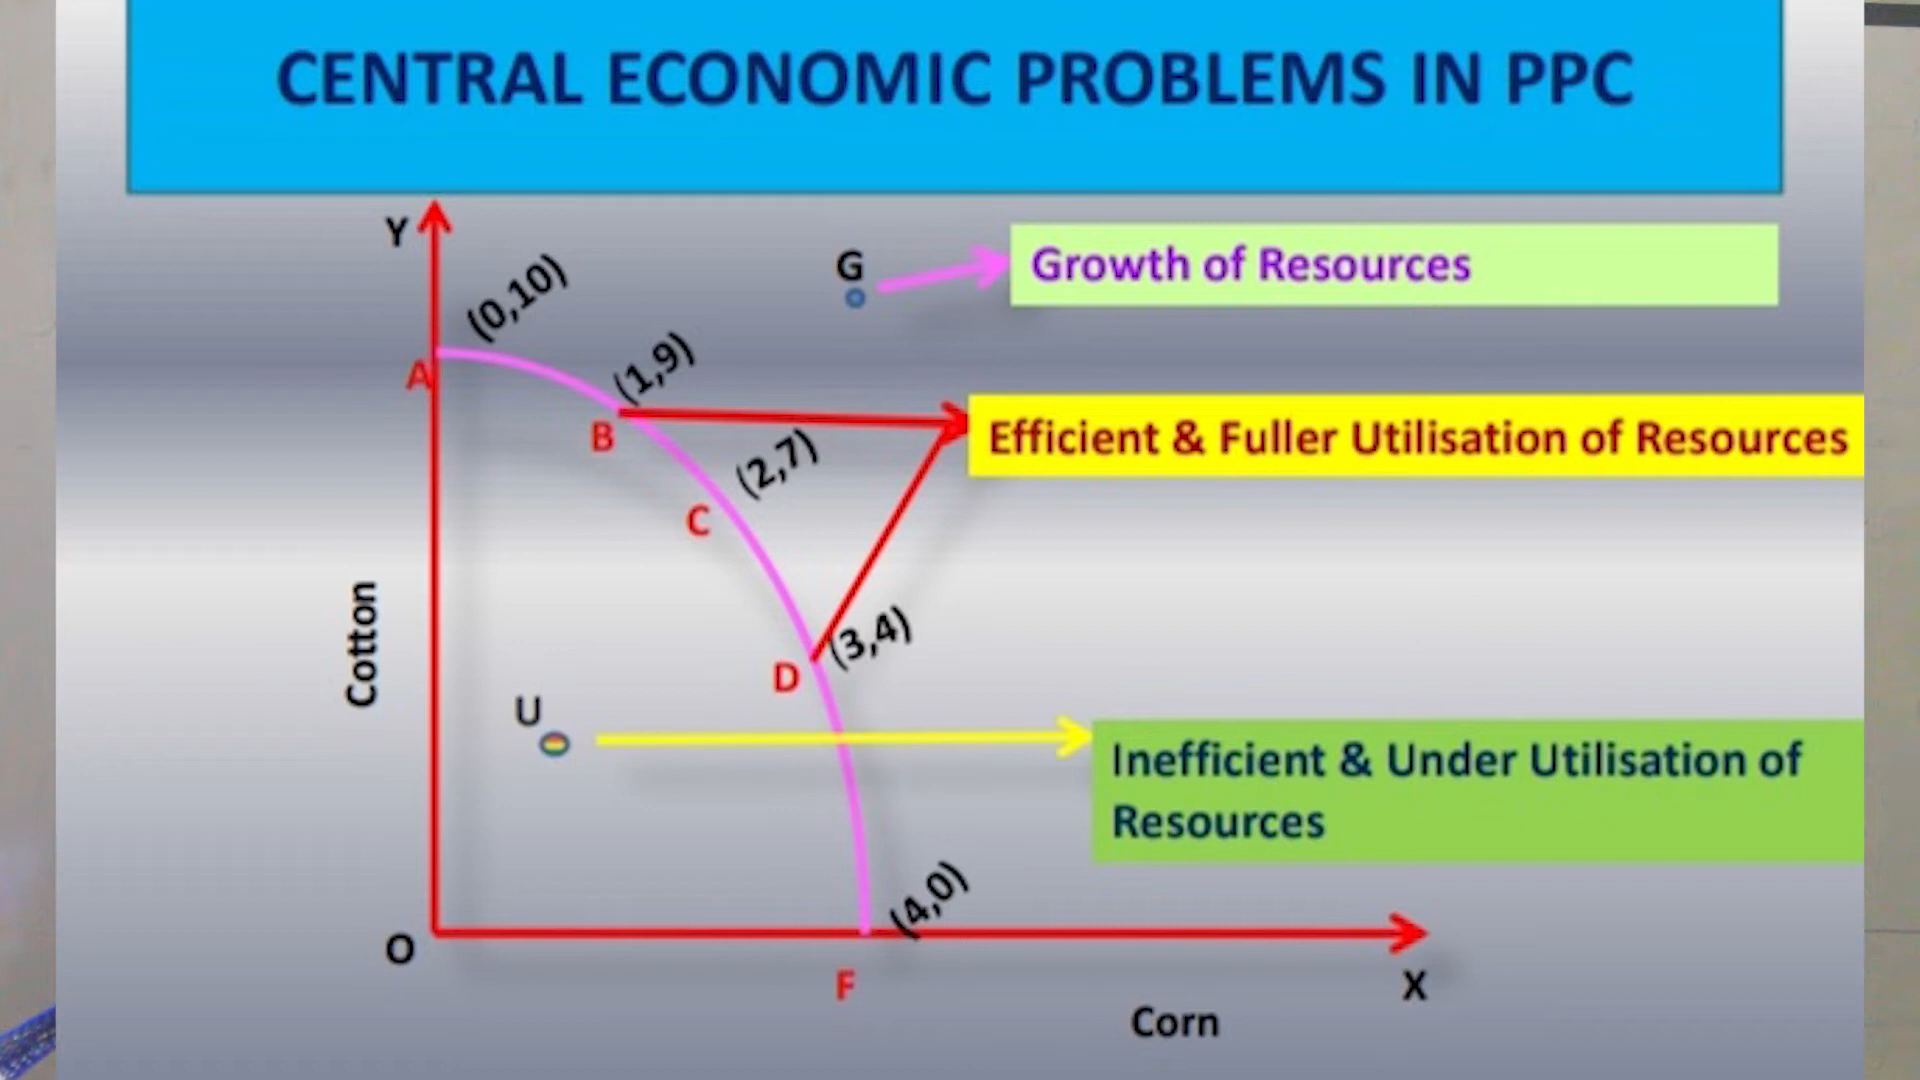 CENTRAL ECONOMIC PROBLEMS IN PPC
Y
G
Growth of Resources
(0,10)
A
(1,9)
B
Efficient & Fuller Utilisation of Resources
(2,7)
C
Cotton
(3,4)
D
U
Inefficient & Under Utilisation of
Resources
(4,0)
O
F
X
Corn